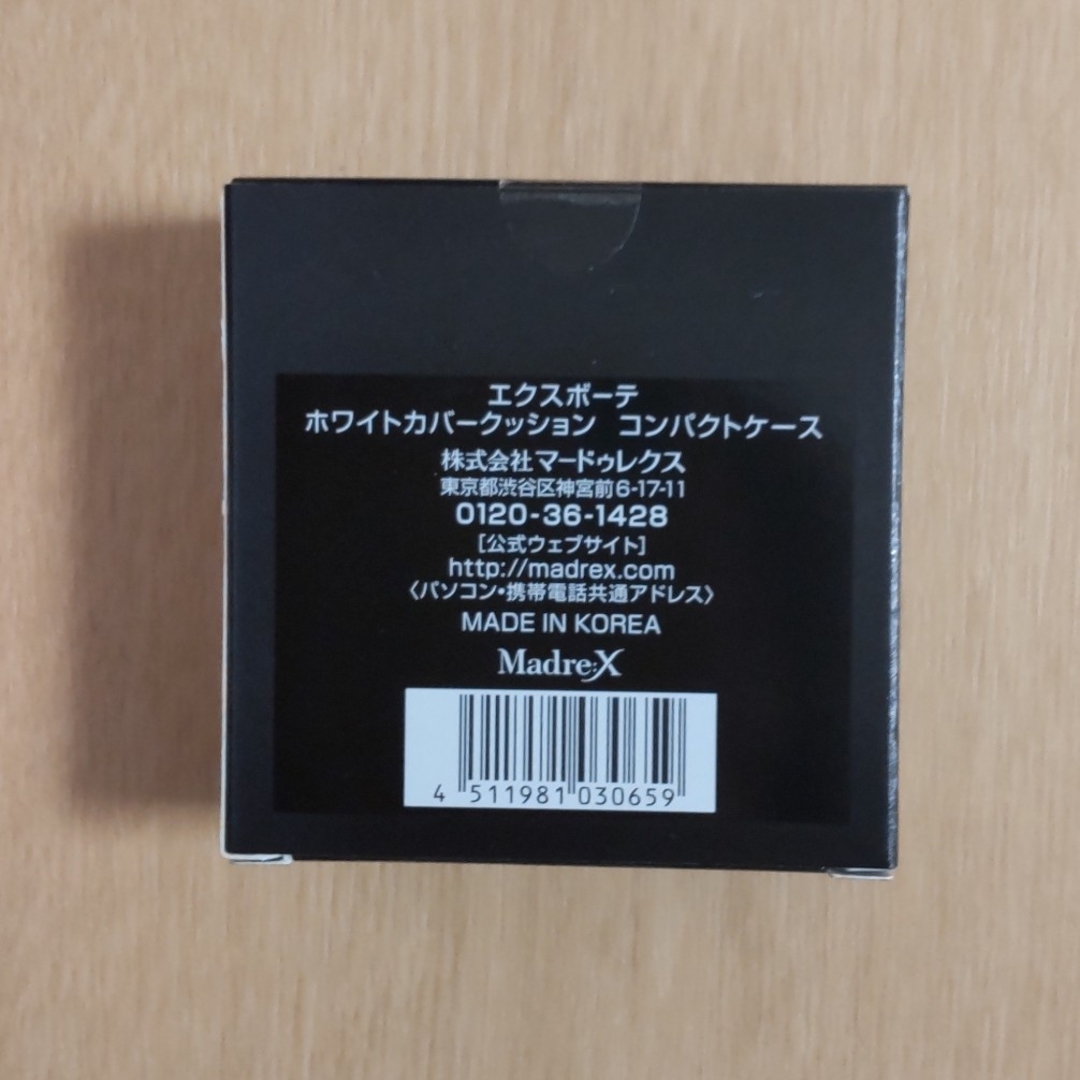 エクスボーテ
ホワイトカバークッション　コンパクトケース
株式会社マードゥレクス
東京都渋谷区神宮前6-17-11
0120-36-1428
[公式ウェブサイト]
http://madrex.com
〈パソコン・携帯電話共通アドレス〉
MADE IN KOREA
Madre:X
4 511981 030659